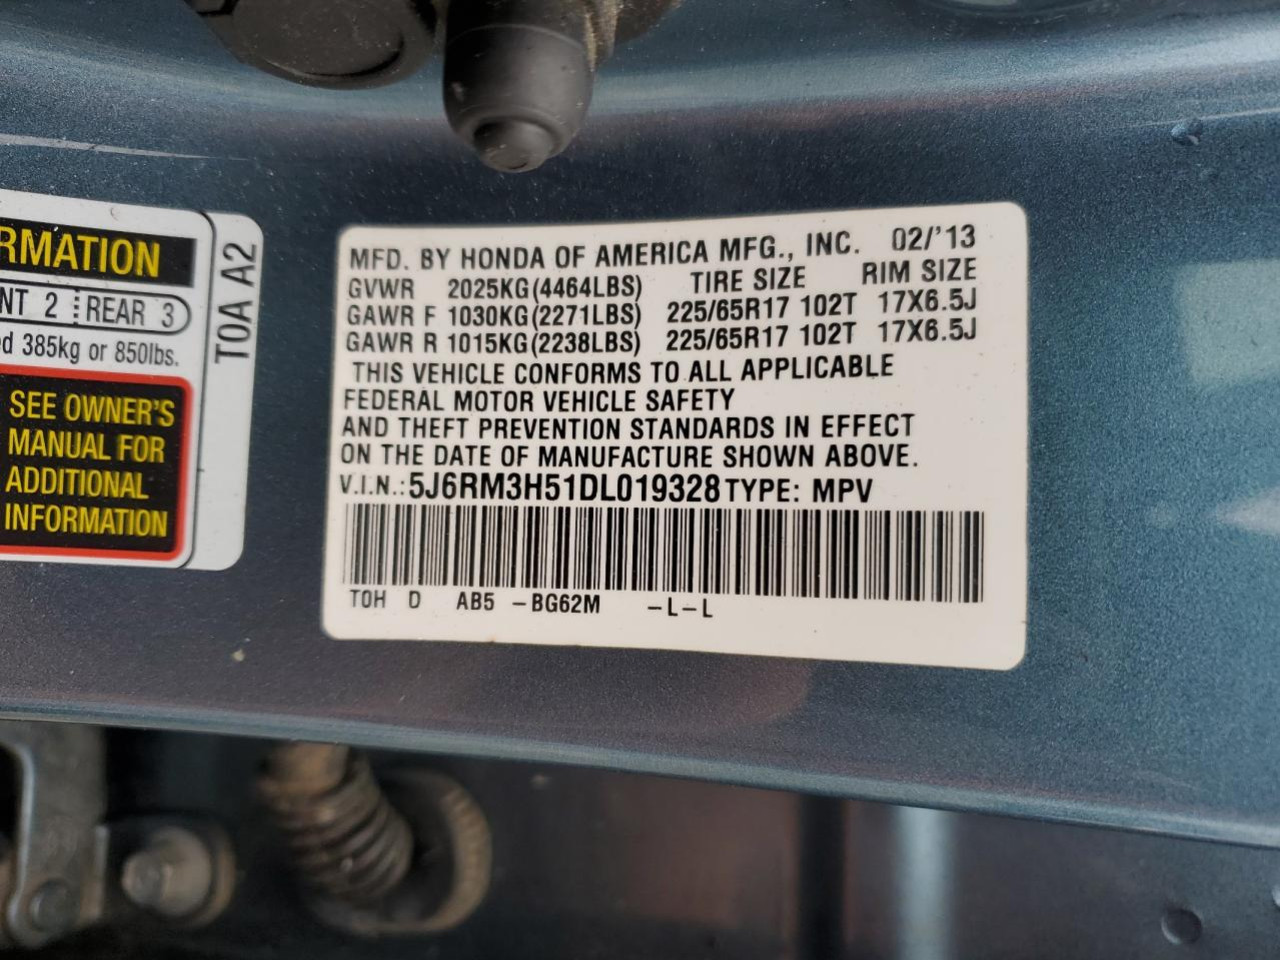 RMATION
NT 2 REAR 3
d 385kg or 850lbs.
SEE OWNER'S
MANUAL FOR
ADDITIONAL
INFORMATION
T0A A2
MFD. BY HONDA OF AMERICA MFG., INC. 02/'13
GVWR 2025KG(4464LBS) TIRE SIZE RIM SIZE
GAWR F 1030KG(2271LBS) 225/65R17 102T 17X6.5J
GAWR R 1015KG(2238LBS) 225/65R17 102T 17X6.5J
THIS VEHICLE CONFORMS TO ALL APPLICABLE
FEDERAL MOTOR VEHICLE SAFETY
AND THEFT PREVENTION STANDARDS IN EFFECT
ON THE DATE OF MANUFACTURE SHOWN ABOVE.
V.I.N.: 5J6RM3H51DL019328 TYPE: MPV
T0H D AB5 -BG62M -L-L